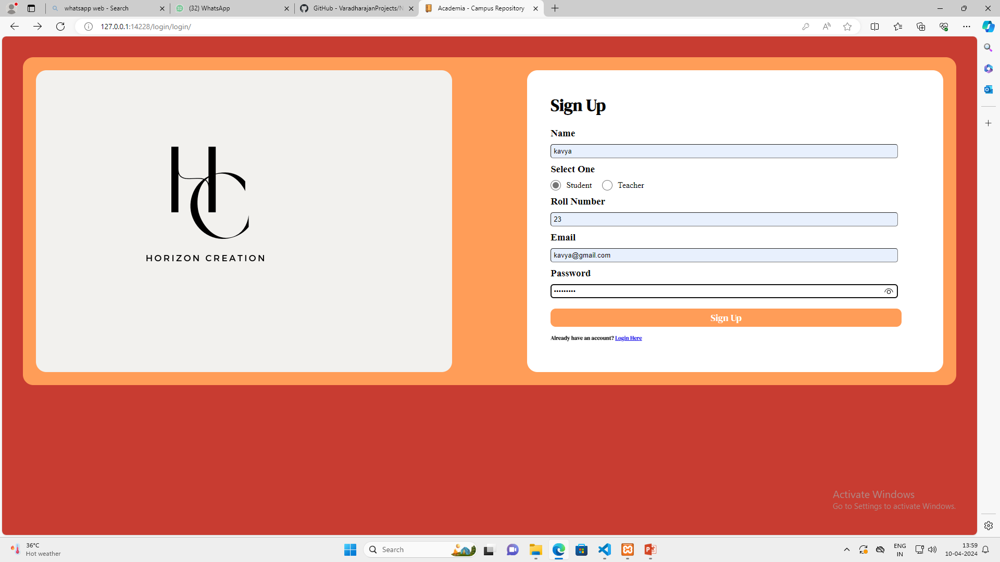 whatsapp web - Search
(32) WhatsApp
GitHub - VaradharajanProjects/N
Academia - Campus Repository
127.0.0.1:14228/login/login/
HC
HORIZON CREATION
Sign Up
Name
kavya
Select One
Student Teacher
Roll Number
23
Email
kavya@gmail.com
Password
•••••••••
Sign Up
Already have an account? Login Here
Activate Windows
Go to Settings to activate Windows.
36°C
Hot weather
Search
ENG
IN
13:59
10-04-2024